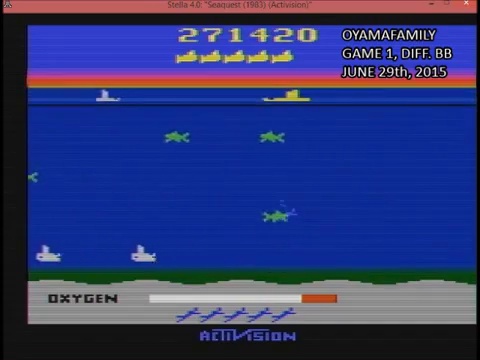 Stella 4.0: "Seaquest (1983) (Activision)"
271420
OYAMAFAMILY
GAME 1, DIFF. BB
JUNE 29th, 2015
OXYGEN
ACTIVISION